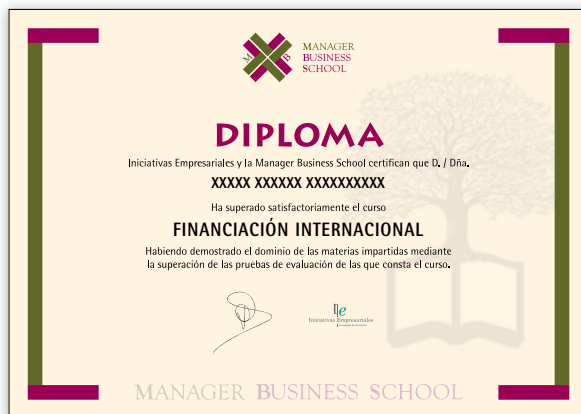 M B
MANAGER
BUSINESS
SCHOOL
DIPLOMA
Iniciativas Empresariales y la Manager Business School certifican que D. / Dña.
XXXXX XXXXXX XXXXXXXXXX
Ha superado satisfactoriamente el curso
FINANCIACIÓN INTERNACIONAL
Habiendo demostrado el dominio de las materias impartidas mediante
la superación de las pruebas de evaluación de las que consta el curso.
Iniciativas Empresariales
MANAGER BUSINESS SCHOOL